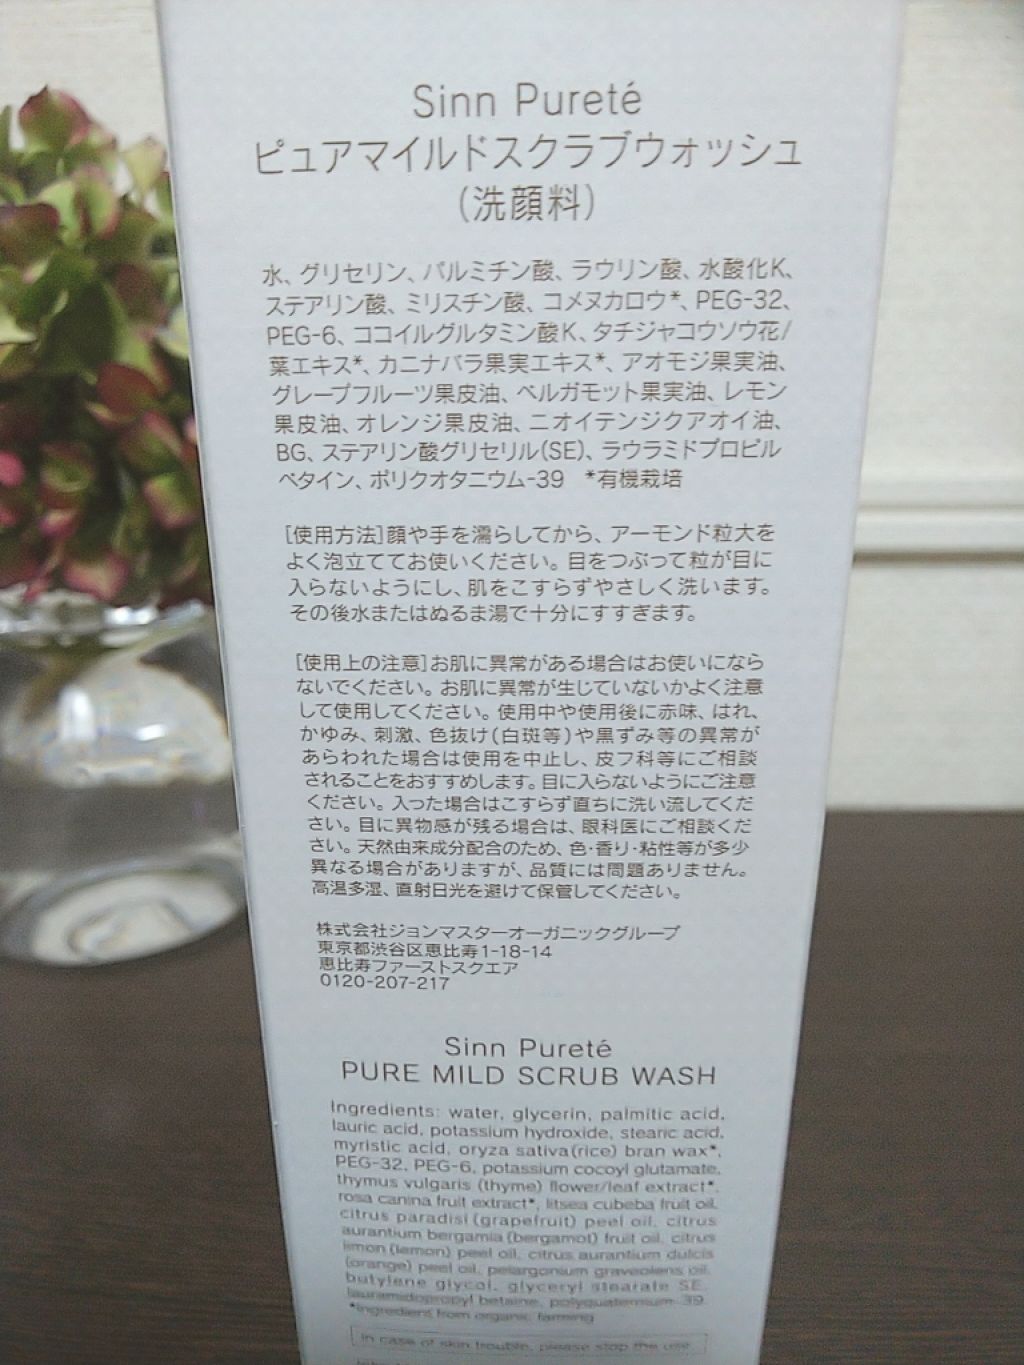 Sinn Pureté
ピュアマイルドスクラブウォッシュ
(洗顔料)
水、グリセリン、パルミチン酸、ラウリン酸、水酸化K、
ステアリン酸、ミリスチン酸、コメヌカロウ*、PEG-32、
PEG-6、ココイルグルタミン酸K、タチジャコウソウ花/
葉エキス*、カニナバラ果実エキス*、アオモジ果実油、
グレープフルーツ果皮油、ベルガモット果実油、レモン
果皮油、オレンジ果皮油、ニオイテンジクアオイ油、
BG、ステアリン酸グリセリル(SE)、ラウラミドプロピル
ベタイン、ポリクオタニウム-39 *有機栽培
[使用方法]顔や手を濡らしてから、アーモンド粒大を
よく泡立ててお使いください。目をつぶって粒が目に
入らないようにし、肌をこすらずやさしく洗います。
その後水またはぬるま湯で十分にすすぎます。
[使用上の注意]お肌に異常がある場合はお使いになら
ないでください。お肌に異常が生じていないかよく注意
して使用してください。使用中や使用後に赤味、はれ、
かゆみ、刺激、色抜け(白斑等)や黒ずみ等の異常が
あらわれた場合は使用を中止し、皮フ科等にご相談
されることをおすすめします。目に入らないようにご注意
ください。入った場合はこすらず直ちに洗い流してくだ
さい。目に異物感が残る場合は、眼科医にご相談くだ
さい。天然由来成分配合のため、色・香り・粘性等が多少
異なる場合がありますが、品質には問題ありません。
高温多湿、直射日光を避けて保管してください。
株式会社ジョンマスターオーガニックグループ
東京都渋谷区恵比寿1-18-14
恵比寿ファーストスクエア
0120-207-217
Sinn Pureté
PURE MILD SCRUB WASH
Ingredients: water, glycerin, palmitic acid,
lauric acid, potassium hydroxide, stearic acid,
myristic acid, oryza sativa(rice) bran wax*,
PEG-32, PEG-6, potassium cocoyl glutamate,
thymus vulgaris (thyme) flower/leaf extract*,
rosa canina fruit extract*, litsea cubeba fruit oil,
citrus paradisi (grapefruit) peel oil, citrus
aurantium bergamia (bergamot) fruit oil, citrus
limon (lemon) peel oil, citrus aurantium dulcis
(orange) peel oil, pelargonium graveolens oil,
butylene glycol, glyceryl stearate SE,
lauramidopropyl betaine, polyquaternium-39
*Ingredient from organic farming
In case of skin trouble, please stop the use.